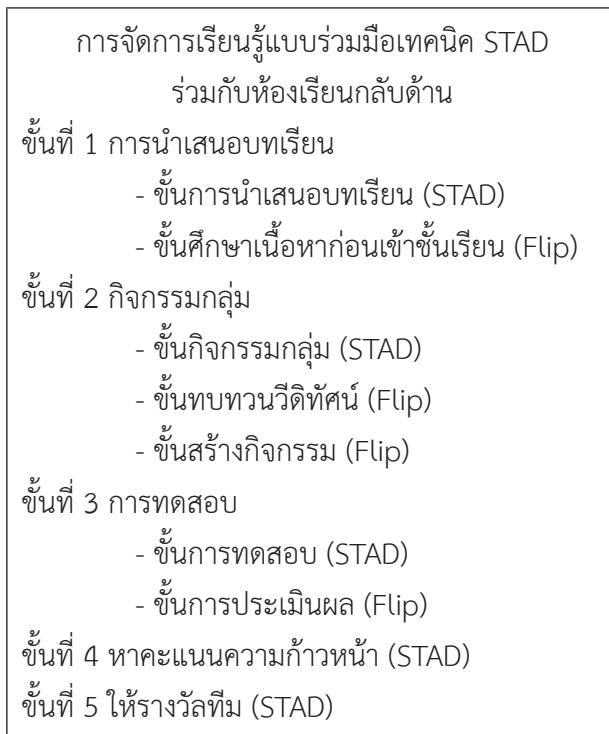 การจัดการเรียนรู้แบบร่วมมือเทคนิค STAD
ร่วมกับห้องเรียนกลับด้าน
ขั้นที่ 1 การนำเสนอบทเรียน
- ขั้นการนำเสนอบทเรียน (STAD)
- ขั้นศึกษาเนื้อหาก่อนเข้าชั้นเรียน (Flip)
ขั้นที่ 2 กิจกรรมกลุ่ม
- ขั้นกิจกรรมกลุ่ม (STAD)
- ขั้นทบทวนวีดิทัศน์ (Flip)
- ขั้นสร้างกิจกรรม (Flip)
ขั้นที่ 3 การทดสอบ
- ขั้นการทดสอบ (STAD)
- ขั้นการประเมินผล (Flip)
ขั้นที่ 4 หาคะแนนความก้าวหน้า (STAD)
ขั้นที่ 5 ให้รางวัลทีม (STAD)